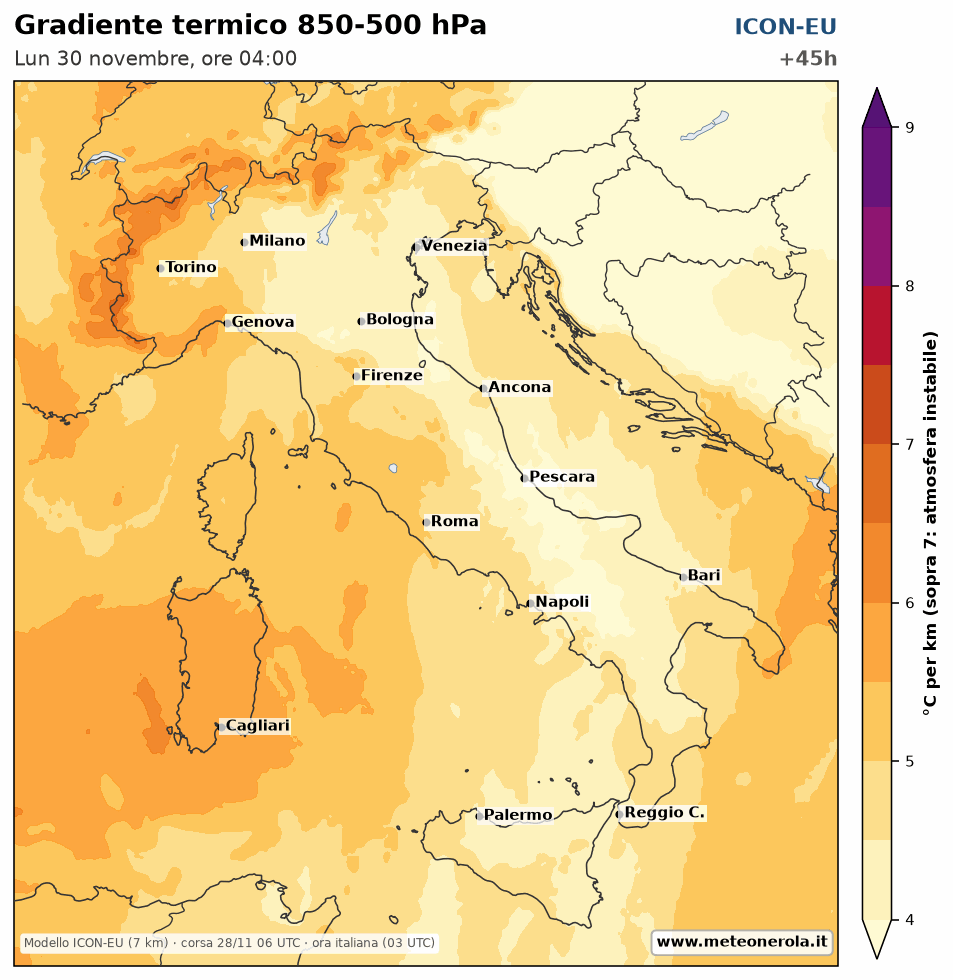 Gradiente termico 850-500 hPa
ICON-EU
Lun 30 novembre, ore 04:00
+45h
9
Milano
Venezia
Torino
8
Genova
Bologna
Firenze
Ancona
7
Pescara
Roma
Bari
Napoli
6
°C per km (sopra 7: atmosfera instabile)
Cagliari
5
Palermo
Reggio C.
4
Modello ICON-EU (7 km) · corsa 28/11 06 UTC · ora italiana (03 UTC)
www.meteonerola.it